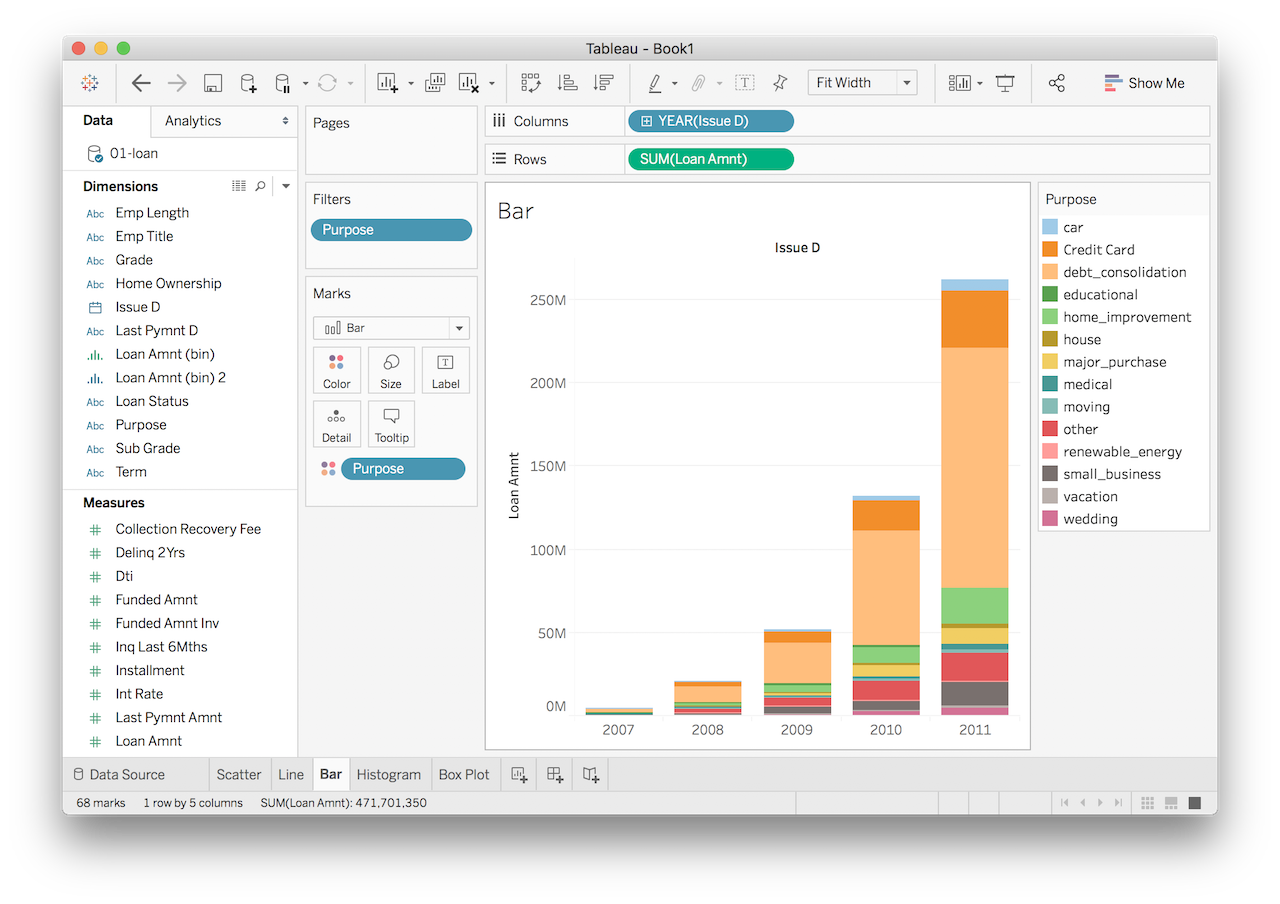 Tableau - Book1
Fit Width
Show Me
Data
Analytics
01-loan
Dimensions
Abc Emp Length
Abc Emp Title
Abc Grade
Abc Home Ownership
Issue D
Abc Last Pymnt D
Loan Amnt (bin)
Loan Amnt (bin) 2
Abc Loan Status
Abc Purpose
Abc Sub Grade
Abc Term
Measures
# Collection Recovery Fee
# Delinq 2Yrs
# Dti
# Funded Amnt
# Funded Amnt Inv
# Inq Last 6Mths
# Installment
# Int Rate
# Last Pymnt Amt
# Loan Amnt
Pages
Filters
Purpose
Marks
Bar
Color
Size
T
Label
Detail
Tooltip
Purpose
Columns
YEAR(Issue D)
Rows
SUM(Loan Amnt)
Bar
Issue D
Loan Amnt
250M
200M
150M
100M
50M
0M
2007 2008 2009 2010 2011
Purpose
car
Credit Card
debt_consolidation
educational
home_improvement
house
major_purchase
medical
moving
other
renewable_energy
small_business
vacation
wedding
Data Source
Scatter
Line
Bar
Histogram
Box Plot
68 marks 1 row by 5 columns SUM(Loan Amnt): 471,701,350